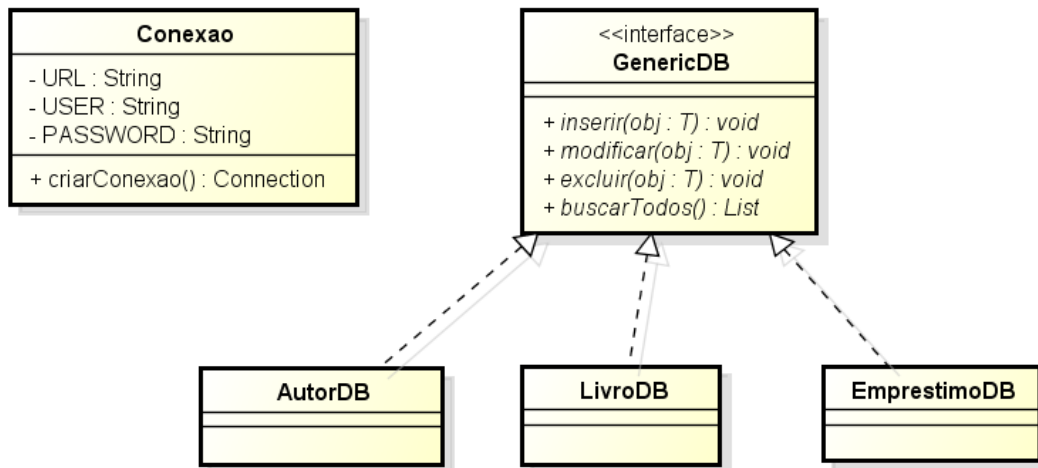 Conexao
- URL : String
- USER : String
- PASSWORD : String
+ criarConexao() : Connection
<<interface>>
GenericDB
+ inserir(obj : T) : void
+ modificar(obj : T) : void
+ excluir(obj : T) : void
+ buscarTodos() : List
AutorDB
LivroDB
EmprestimoDB